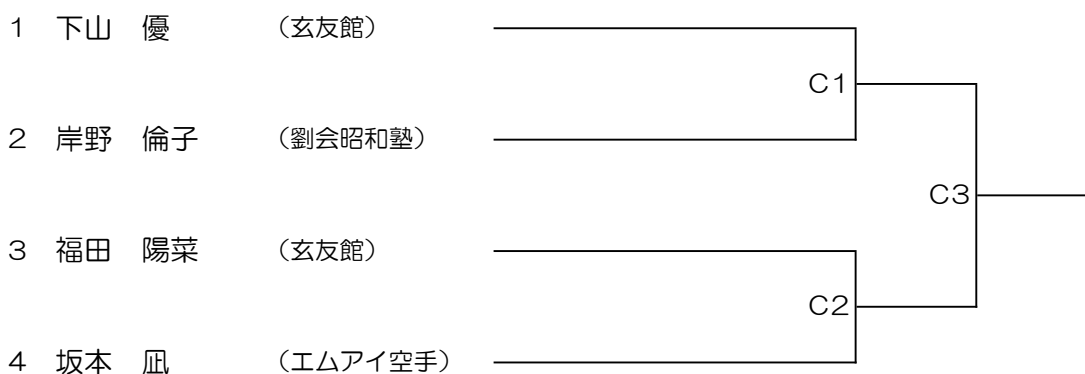 1 下山 優 （玄友館）
C1
2 岸野 倫子 （劉会昭和塾）
C3
3 福田 陽菜 （玄友館）
C2
4 坂本 凪 （エムアイ空手）